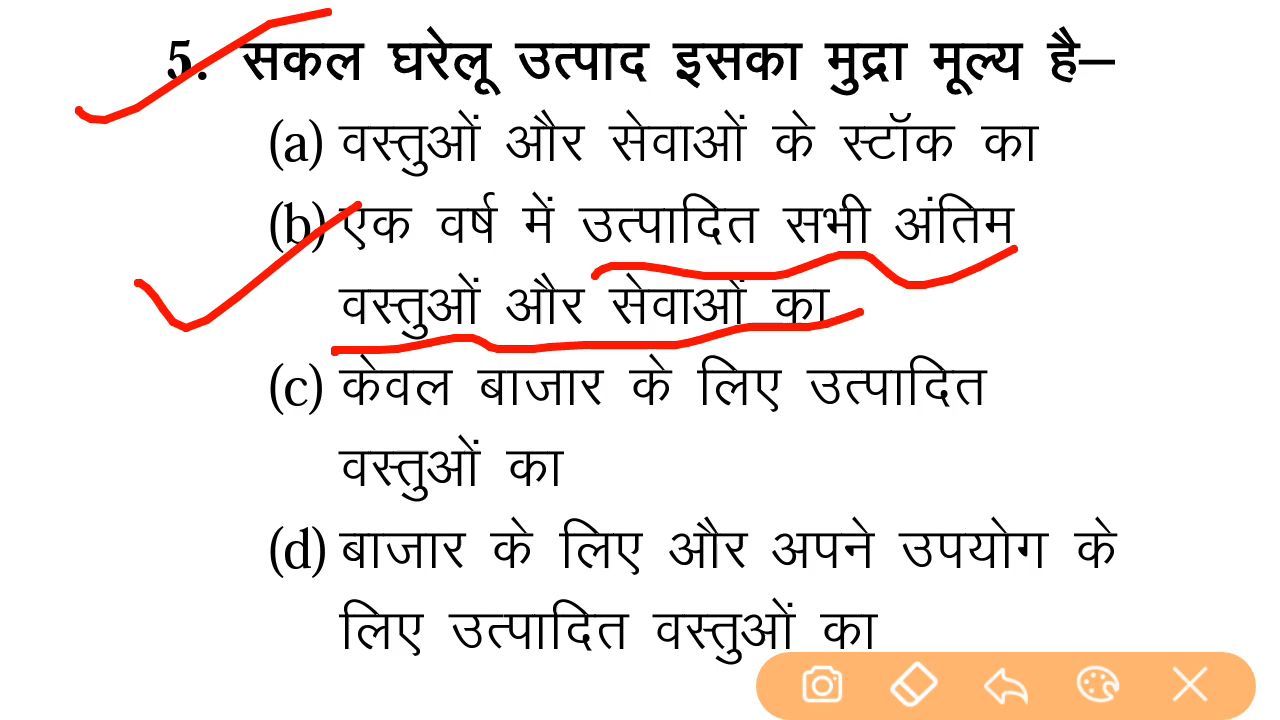 5. सकल घरेलू उत्पाद इसका मुद्रा मूल्य है–
(a) वस्तुओं और सेवाओं के स्टॉक का
(b) एक वर्ष में उत्पादित सभी अंतिम
वस्तुओं और सेवाओं का
(c) केवल बाजार के लिए उत्पादित
वस्तुओं का
(d) बाजार के लिए और अपने उपयोग के
लिए उत्पादित वस्तुओं का